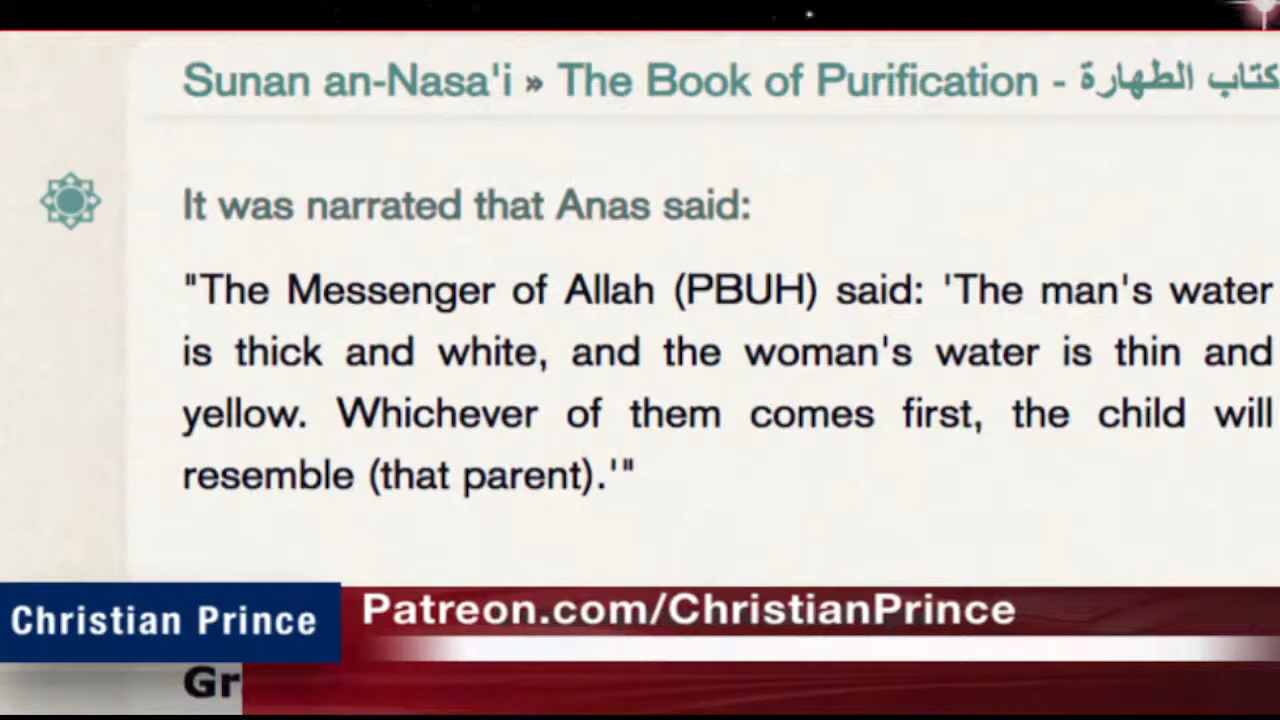 Sunan an-Nasa'i » The Book of Purification - كتاب الطهارة
It was narrated that Anas said:
"The Messenger of Allah (PBUH) said: 'The man's water
is thick and white, and the woman's water is thin and
yellow. Whichever of them comes first, the child will
resemble (that parent).'"
Christian Prince
Patreon.com/ChristianPrince